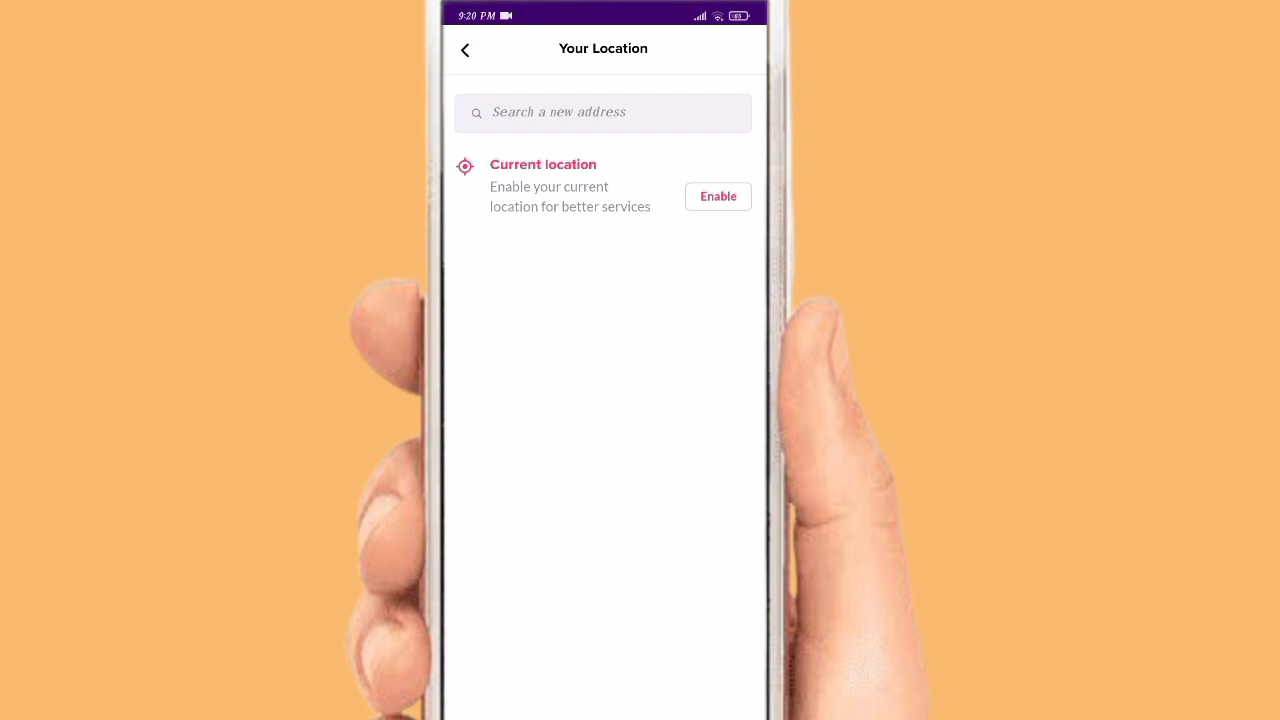 9:20 PM
Your Location
Search a new address
Current location
Enable your current
location for better services
Enable